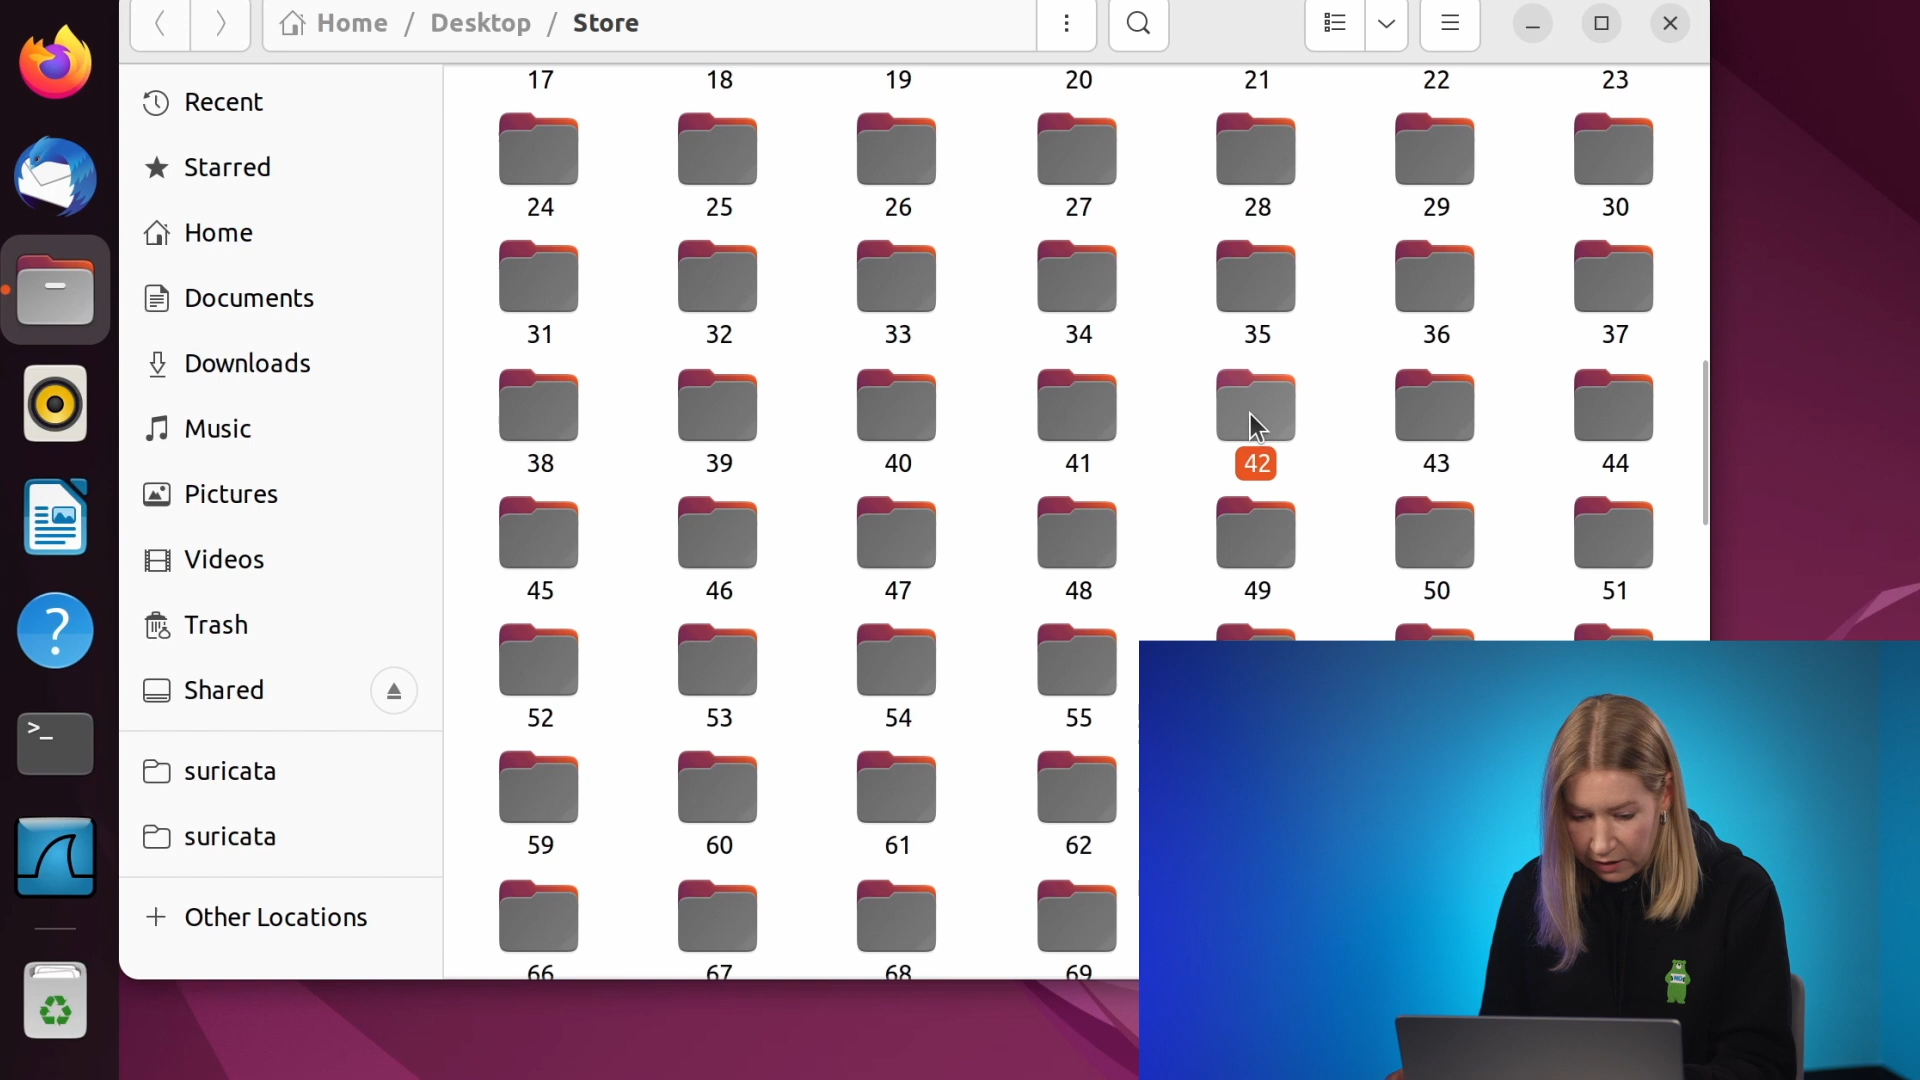 Home / Desktop / Store
Recent
Starred
Home
Documents
Downloads
Music
Pictures
Videos
Trash
Shared
suricata
suricata
+ Other Locations
17 18 19 20 21 22 23
24 25 26 27 28 29 30
31 32 33 34 35 36 37
38 39 40 41 42 43 44
45 46 47 48 49 50 51
52 53 54 55
59 60 61 62
66 67 68 69
>_
?